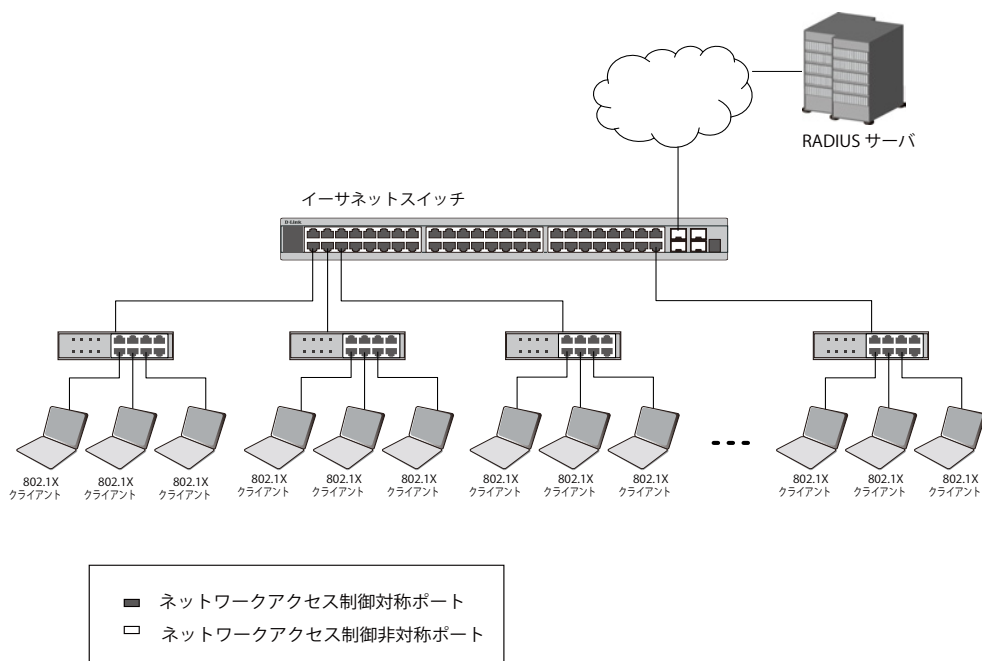 RADIUS サーバ
イーサネットスイッチ
D-Link
802.1X
クライアント
802.1X
クライアント
802.1X
クライアント
802.1X
クライアント
802.1X
クライアント
802.1X
クライアント
802.1X
クライアント
802.1X
クライアント
802.1X
クライアント
802.1X
クライアント
802.1X
クライアント
802.1X
クライアント
ネットワークアクセス制御対称ポート
ネットワークアクセス制御非対称ポート